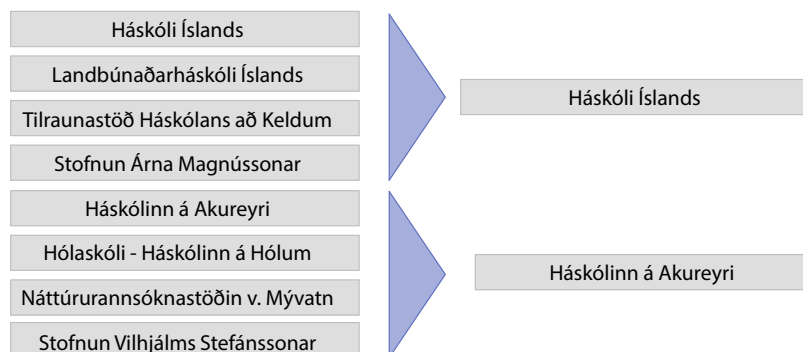 Háskóli Íslands
Landbúnaðarháskóli Íslands
Tilraunastöð Háskólans að Keldum
Stofnun Árna Magnússonar
Háskólinn á Akureyri
Hólaskóli - Háskólinn á Hólum
Náttúrurannsóknastöðin v. Mývatn
Stofnun Vilhjálms Stefánssonar
Háskóli Íslands
Háskólinn á Akureyri